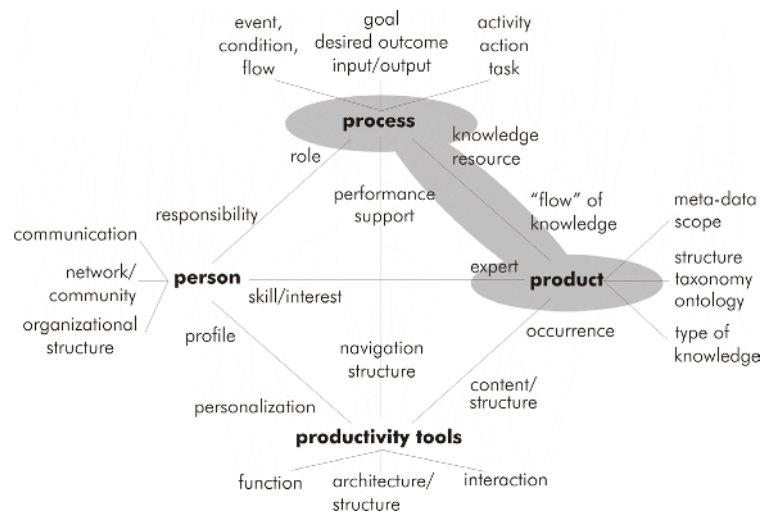 event,
condition,
flow
goal
desired outcome
input/output
activity
action
task
process
knowledge
resource
role
performance
support
"flow" of
knowledge
responsibility
meta-data
scope
communication
network/
community
organizational
structure
person
skill/interest
expert
product
structure
taxonomy
ontology
type of
knowledge
occurrence
profile
navigation
structure
content/
structure
personalization
productivity tools
function
architecture/
structure
interaction